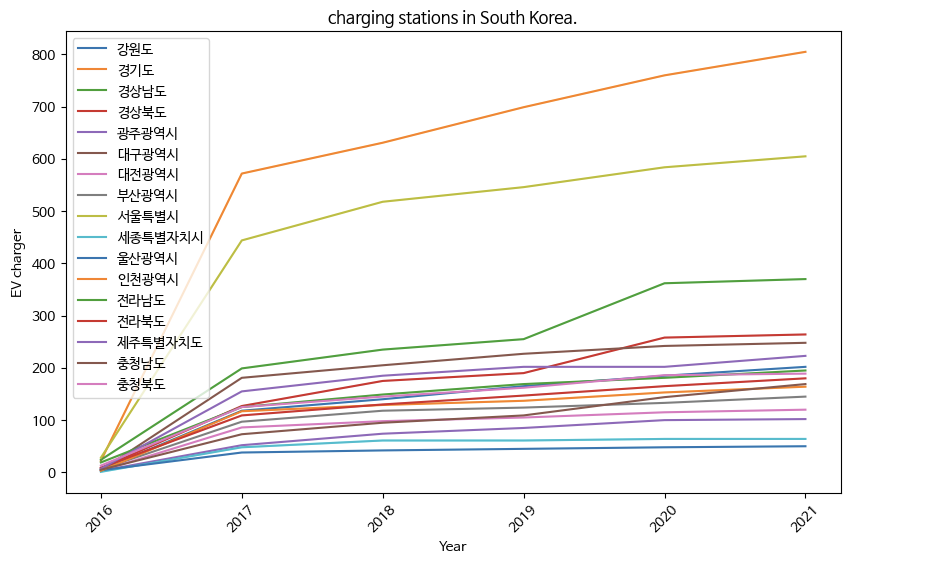 charging stations in South Korea.
강원도
경기도
경상남도
경상북도
광주광역시
대구광역시
대전광역시
부산광역시
서울특별시
세종특별자치시
울산광역시
인천광역시
전라남도
전라북도
제주특별자치도
충청남도
충청북도
800
700
600
500
400
300
200
100
0
EV charger
2016 2017 2018 2019 2020 2021
Year